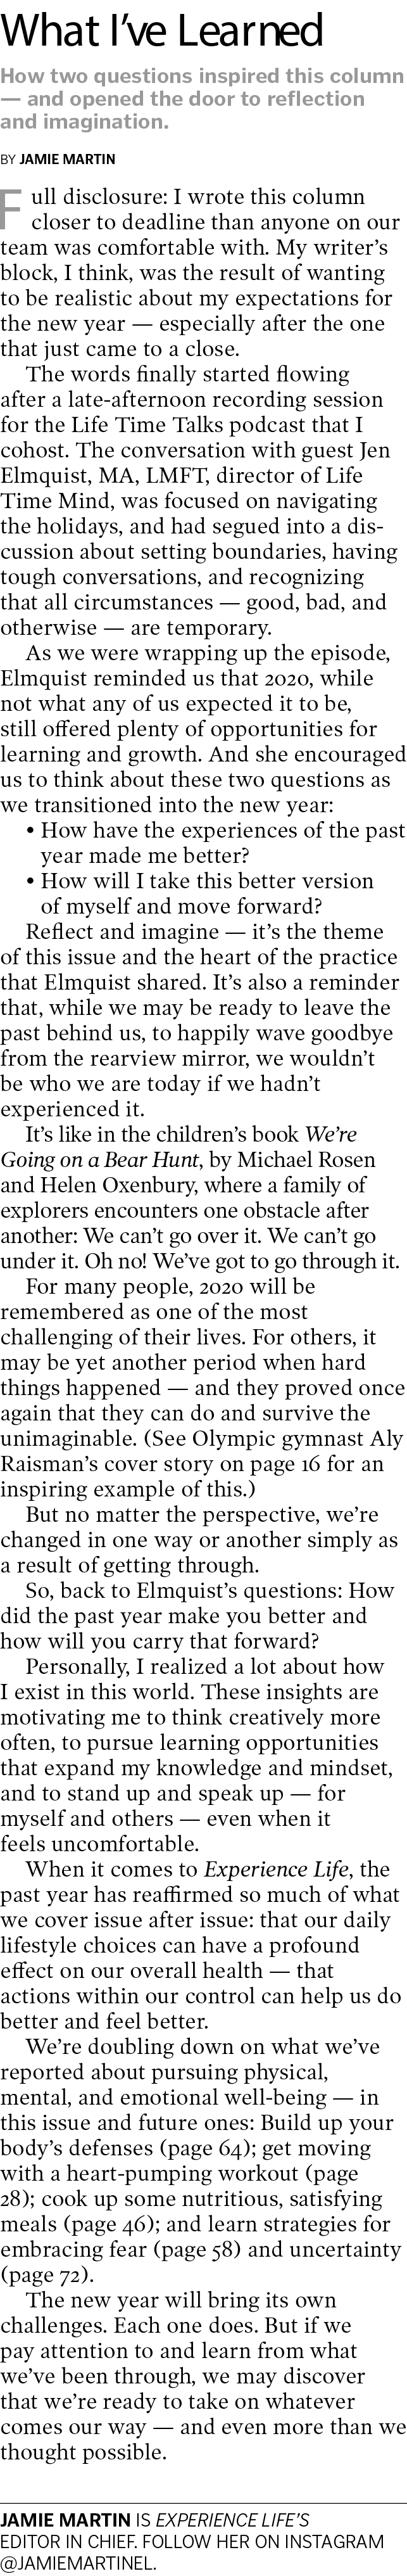 What I’ve Learned
How two questions inspired this column
— and opened the door to reflection
and imagination.
BY JAMIE MARTIN
Full disclosure: I wrote this column
closer to deadline than anyone on our
team was comfortable with. My writer’s
block, I think, was the result of wanting
to be realistic about my expectations for
the new year — especially after the one
that just came to a close.
The words finally started flowing
after a late-afternoon recording session
for the Life Time Talks podcast that I
cohost. The conversation with guest Jen
Elmquist, MA, LMFT, director of Life
Time Mind, was focused on navigating
the holidays, and had segued into a dis-
cussion about setting boundaries, having
tough conversations, and recognizing
that all circumstances — good, bad, and
otherwise — are temporary.
As we were wrapping up the episode,
Elmquist reminded us that 2020, while
not what any of us expected it to be,
still offered plenty of opportunities for
learning and growth. And she encouraged
us to think about these two questions as
we transitioned into the new year:
• How have the experiences of the past
year made me better?
• How will I take this better version
of myself and move forward?
Reflect and imagine — it’s the theme
of this issue and the heart of the practice
that Elmquist shared. It’s also a reminder
that, while we may be ready to leave the
past behind us, to happily wave goodbye
from the rearview mirror, we wouldn’t
be who we are today if we hadn’t
experienced it.
It’s like in the children’s book We’re
Going on a Bear Hunt, by Michael Rosen
and Helen Oxenbury, where a family of
explorers encounters one obstacle after
another: We can’t go over it. We can’t go
under it. Oh no! We’ve got to go through it.
For many people, 2020 will be
remembered as one of the most
challenging of their lives. For others, it
may be yet another period when hard
things happened — and they proved once
again that they can do and survive the
unimaginable. (See Olympic gymnast Aly
Raisman’s cover story on page 16 for an
inspiring example of this.)
But no matter the perspective, we’re
changed in one way or another simply as
a result of getting through.
So, back to Elmquist’s questions: How
did the past year make you better and
how will you carry that forward?
Personally, I realized a lot about how
I exist in this world. These insights are
motivating me to think creatively more
often, to pursue learning opportunities
that expand my knowledge and mindset,
and to stand up and speak up — for
myself and others — even when it
feels uncomfortable.
When it comes to Experience Life, the
past year has reaffirmed so much of what
we cover issue after issue: that our daily
lifestyle choices can have a profound
effect on our overall health — that
actions within our control can help us do
better and feel better.
We’re doubling down on what we’ve
reported about pursuing physical,
mental, and emotional well-being — in
this issue and future ones: Build up your
body’s defenses (page 64); get moving
with a heart-pumping workout (page
28); cook up some nutritious, satisfying
meals (page 46); and learn strategies for
embracing fear (page 58) and uncertainty
(page 72).
The new year will bring its own
challenges. Each one does. But if we
pay attention to and learn from what
we’ve been through, we may discover
that we’re ready to take on whatever
comes our way — and even more than we
thought possible.
JAMIE MARTIN IS EXPERIENCE LIFE’S
EDITOR IN CHIEF. FOLLOW HER ON INSTAGRAM
@JAMIEMARTINEL.